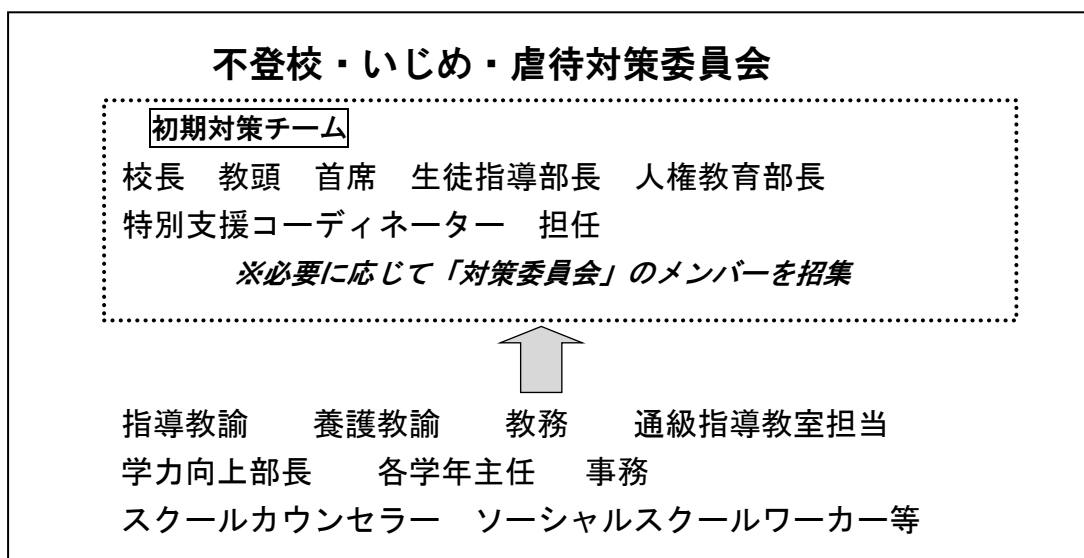 不登校・いじめ・虐待対策委員会
初期対策チーム
校長　教頭　首席　生徒指導部長　人権教育部長
特別支援コーディネーター　担任
※必要に応じて「対策委員会」のメンバーを招集
指導教諭　　養護教諭　　教務　　通級指導教室担当
学力向上部長　　各学年主任　　事務
スクールカウンセラー　ソーシャルスクールワーカー等